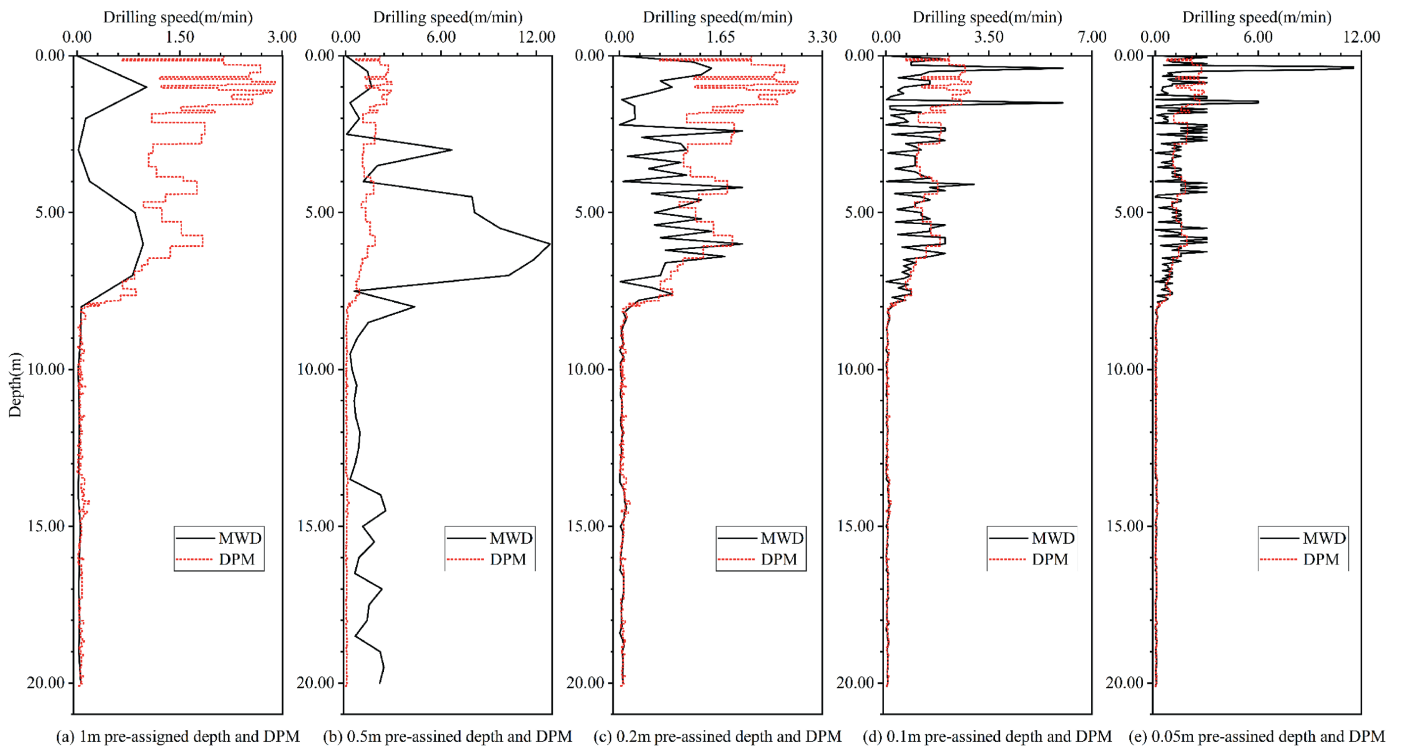 Drilling speed(m/min) Drilling speed(m/min) Drilling speed(m/min) Drilling speed(m/min) Drilling speed(m/min)
0.00 1.50 3.00 0.00 6.00 12.00 0.00 1.65 3.30 0.00 3.50 7.00 0.00 6.00 12.00
0.00 0.00 0.00 0.00 0.00
5.00 5.00 5.00 5.00 5.00
10.00 10.00 10.00 10.00 10.00
Depth(m)
15.00 15.00 15.00 15.00 15.00
MWD MWD MWD MWD MWD
DPM DPM DPM DPM DPM
20.00 20.00 20.00 20.00 20.00
(a) 1m pre-assigned depth and DPM (b) 0.5m pre-assined depth and DPM (c) 0.2m pre-assined depth and DPM (d) 0.1m pre-assined depth and DPM (e) 0.05m pre-assined depth and DPM